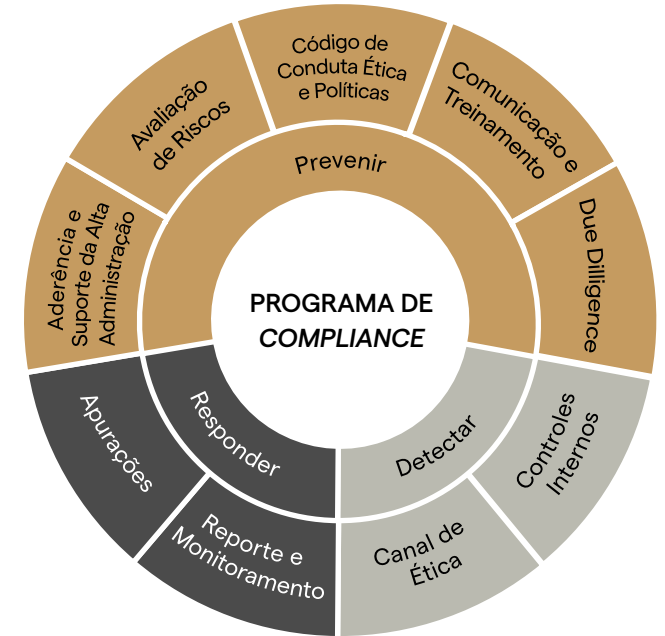 Código de
Conduta Ética
e Políticas
Comunicação e
Treinamento
Due Dilligence
Controles
Internos
Canal de
Ética
Reporte e
Monitoramento
Apurações
Aderência e
Suporte da Alta
Administração
Avaliação
de Riscos
Prevenir
Detectar
Responder
PROGRAMA DE
COMPLIANCE